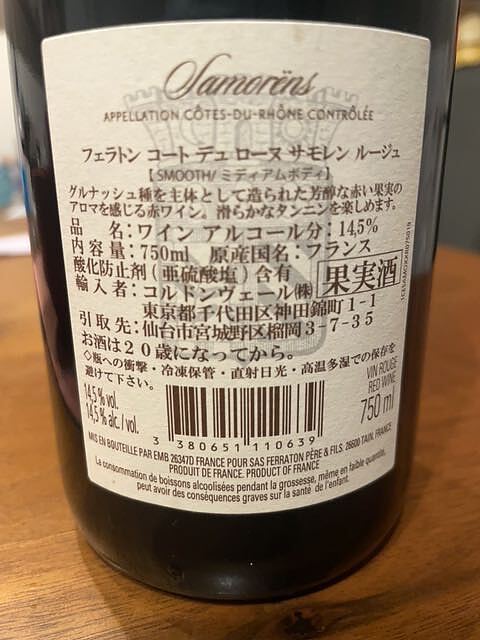 Samorëns
APPELLATION CÔTES-DU-RHÔNE CONTRÔLÉE
フェラトン コート デュ ローヌ サモレン ルージュ
【SMOOTH/ ミディアムボディ】
グルナッシュ種を主体として造られた芳醇な赤い果実の
アロマを感じる赤ワイン。滑らかなタンニンを楽しめます。
品 名:ワイン アルコール分:14,5%
内 容 量:750ml 原産国名:フランス
酸化防止剤(亜硫酸塩)含有
果実酒
輸 入 者:コルドンヴェール㈱
東京都千代田区神田錦町1-1
引 取 先:仙台市宮城野区榴岡3-7-35
お酒は20歳になってから。
◇瓶への衝撃・冷凍保管・直射日光・高温多湿での保存を
避けて下さい。
14,5% vol.
14,5% alc./vol.
VIN ROUGE
RED WINE
750 ml
3 380651 110639
MIS EN BOUTEILLE PAR EMB 26347D FRANCE POUR SAS FERRATON PÈRE & FILS. 26600 TAIN, FRANCE.
PRODUIT DE FRANCE. PRODUCT OF FRANCE
La consommation de boissons alcoolisées pendant la grossesse, même en faible quantité,
peut avoir des conséquences graves sur la santé de l'enfant.